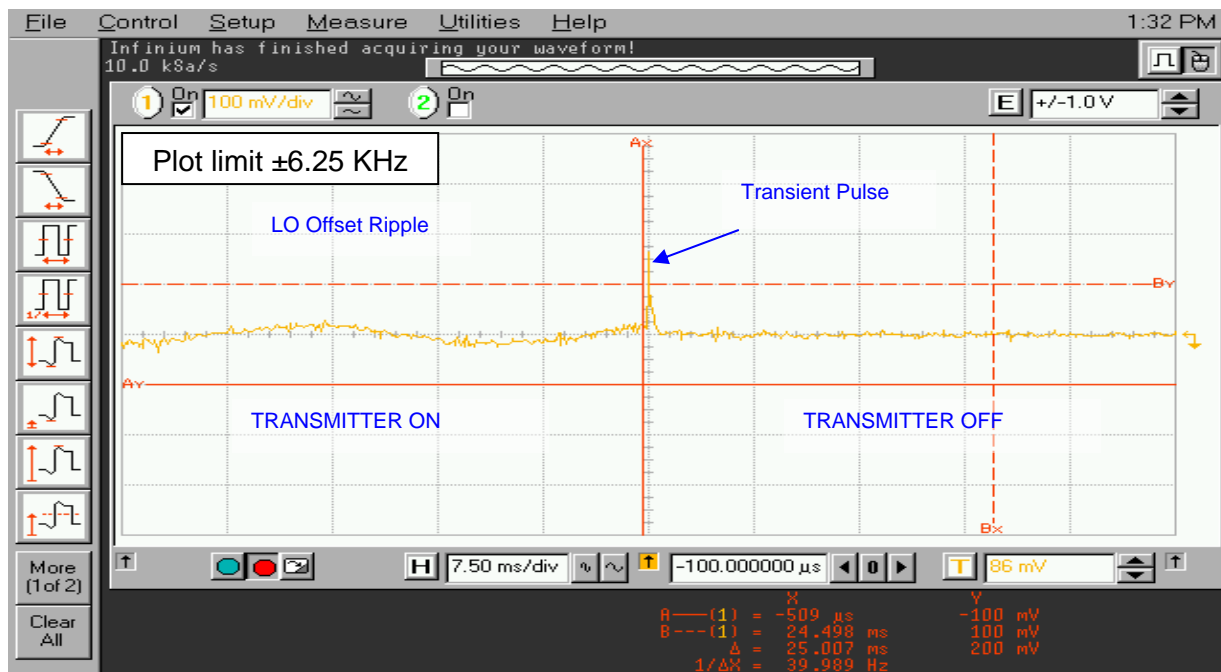 File Control Setup Measure Utilities Help 1:32 PM
Infinium has finished acquiring your waveform!
10.0 kSa/s
1 On 100 mV/div 2 On E +/-1.0 V
Plot limit ±6.25 KHz
Ax
Transient Pulse
LO Offset Ripple
By
Ay
TRANSMITTER ON TRANSMITTER OFF
Bx
1/
More
(1of 2)
H 7.50 ms/div -100.000000 µs 0 T 86 mV
Clear
All
X Y
A——(1) = -509 µs -100 mV
B---(1) = 24.498 ms 100 mV
Δ = 25.007 ms 200 mV
1/ΔX = 39.989 Hz